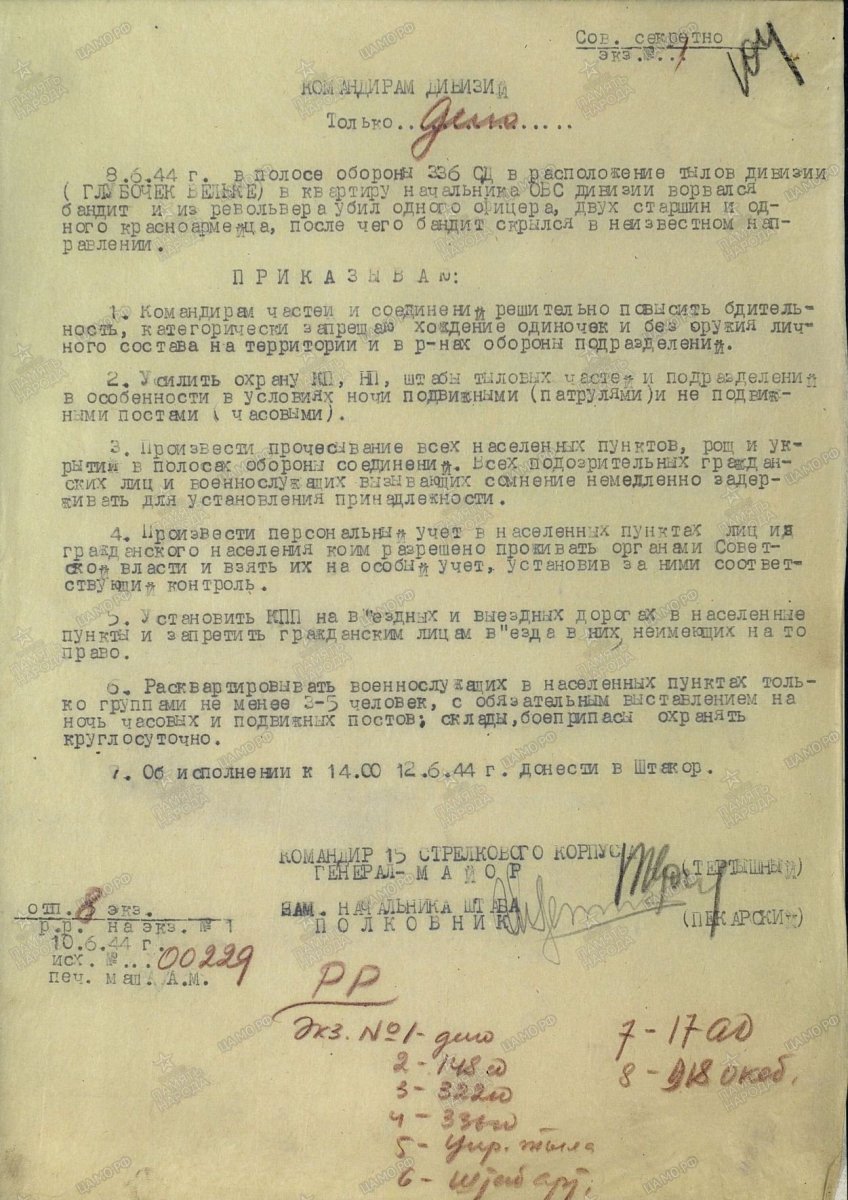 Сов. секретно
экз.№..1
КОМАНДИРАМ ДИВИЗИЙ
Только..Дело...........
8.6.44 г. в полосе обороны 336 СД в расположение тылов дивизии
( ГЛУБОЧЕК ВЕЛЬКЕ) в квартиру начальника ОВС дивизии ворвался
бандит и из револьвера убил одного офицера, двух старшин и од-
ного красноармейца, после чего бандит скрылся в неизвестном нап-
равлении.
П Р И К А З Ы В А Ю:
1. Командирам частей и соединений решительно повысить бдитель-
ность, категорически запрещаю хождение одиночек и без оружия лич-
ного состава на территории и в р-нах обороны подразделений.
2. Усилить охрану КП, НП, штабы тыловых частей и подразделений
в особенности в условиях ночи подвижными (патрулями)и не подвиж-
ными постами ( часовыми).
3. Произвести прочесывание всех населенных пунктов, рощ и ук-
рытий в полосах обороны соединений. Всех подозрительных граждан-
ских лиц и военнослужащих вызывающих сомнение немедленно задер-
живать для установления принадлежности.
4. Произвести персональный учет в населенных пунктах лиц из
гражданского населения коим разрешено проживать органами Совет-
ской власти и взять их на особый учет, установив за ними соответ-
ствующий контроль.
5. Установить КПП на в"ездных и выездных дорогах в населенные
пункты и запретить гражданским лицам в"езда в них, неимеющих на то
право.
6. Расквартировывать военнослужащих в населенных пунктах толь-
ко группами не менее 3-5 человек, с обязательным выставлением на
ночь часовых и подвижных постов; склады,боеприпасы охранять
круглосуточно.
7. Об исполнении к 14.00 12.6.44 г. донести в Штакор.
КОМАНДИР 15 СТРЕЛКОВОГО КОРПУСА
ГЕНЕРАЛ- М А Й О Р (ТЕРТЫШНЫЙ)
ЗАМ. НАЧАЛЬНИКА ШТАБА
П О Л К О В Н И К (ПЕКАРСКИЙ)
отп. 8 экз.
р.р. на экз. № 1
10.6.44 г.
исх. №...00229
печ. маш. А.М.
РР
Экз. №1- дело
2 - 148 сд
3 - 322 сд
4 - 336 сд
5 - Упр. тыла
6 - штаб арт.
7 - 17 АД
8 - 918 окоб.
ПАМЯТЬ НАРОДА
ЦАМО.РФ